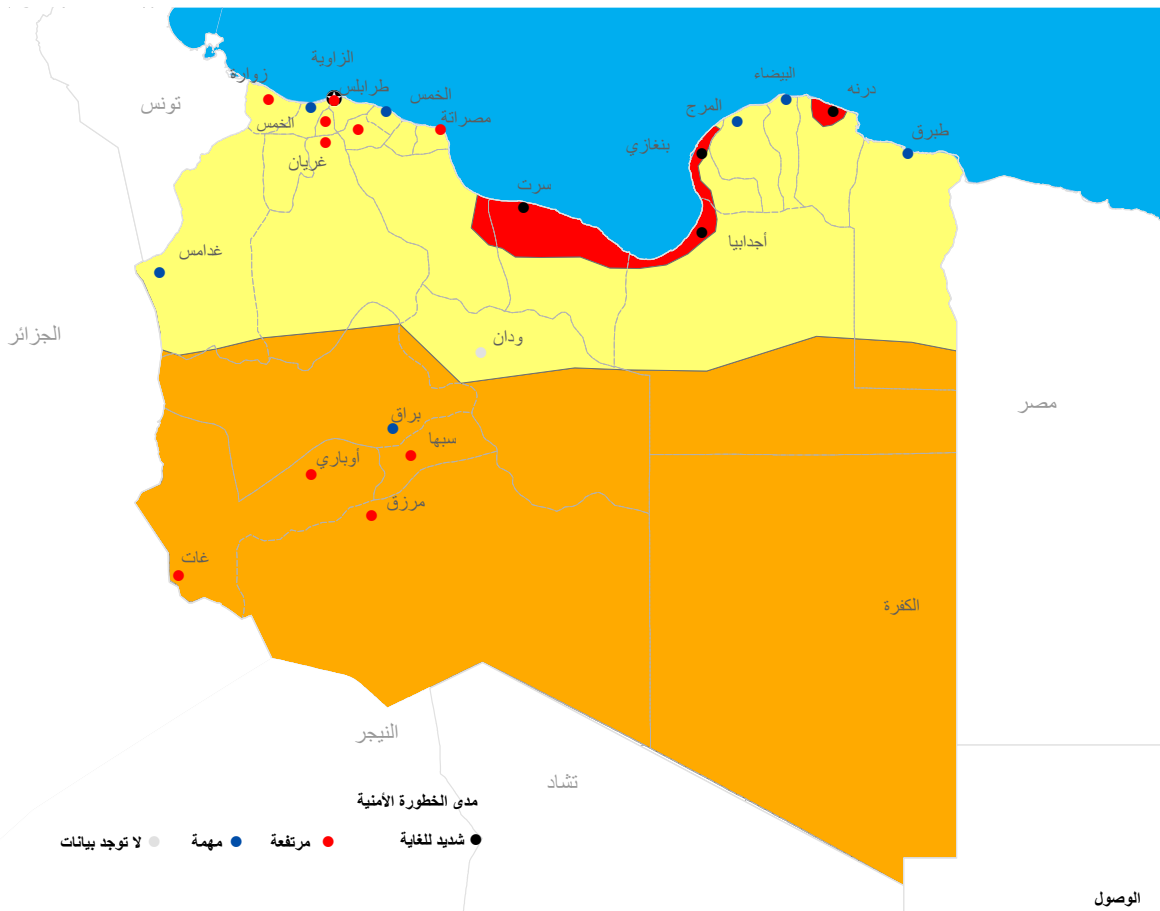 الزاوية
زوارة
طرابلس
الخمس
البيضاء
درنه
تونس
المرج
مصراتة
الخمس
طبرق
بنغازي
غريان
سرت
أجدابيا
غدامس
الجزائر
ودان
مصر
براق
سبها
أوباري
مرزق
غات
الكفرة
النيجر
تشاد
مدى الخطورة الأمنية
شديد للغاية
مرتفعة
مهمة
لا توجد بيانات
الوصول